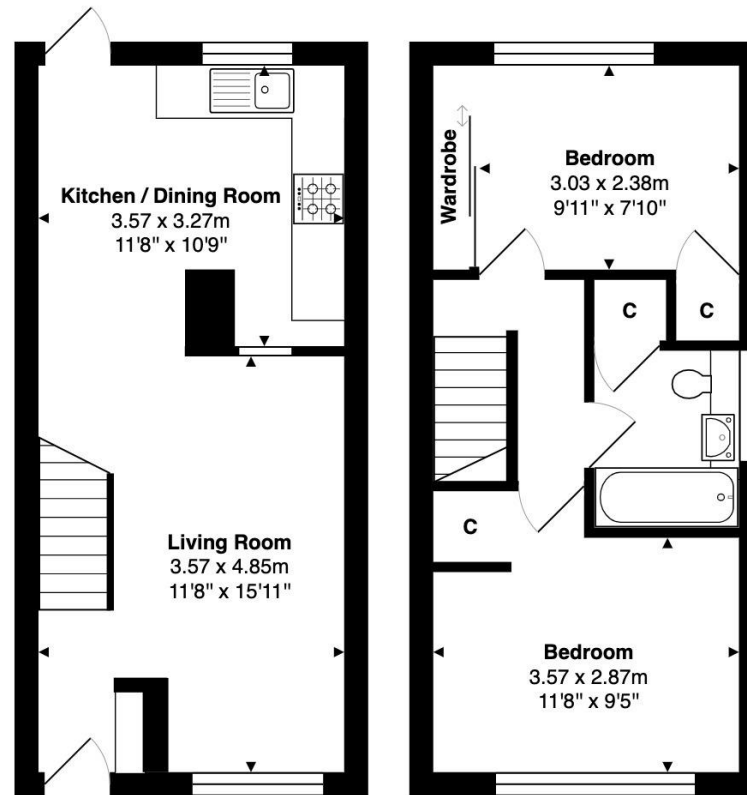 Kitchen / Dining Room
3.57 x 3.27m
11'8" x 10'9"
Living Room
3.57 x 4.85m
11'8" x 15'11"
Wardrobe
Bedroom
3.03 x 2.38m
9'11" x 7'10"
C
C
C
Bedroom
3.57 x 2.87m
11'8" x 9'5"